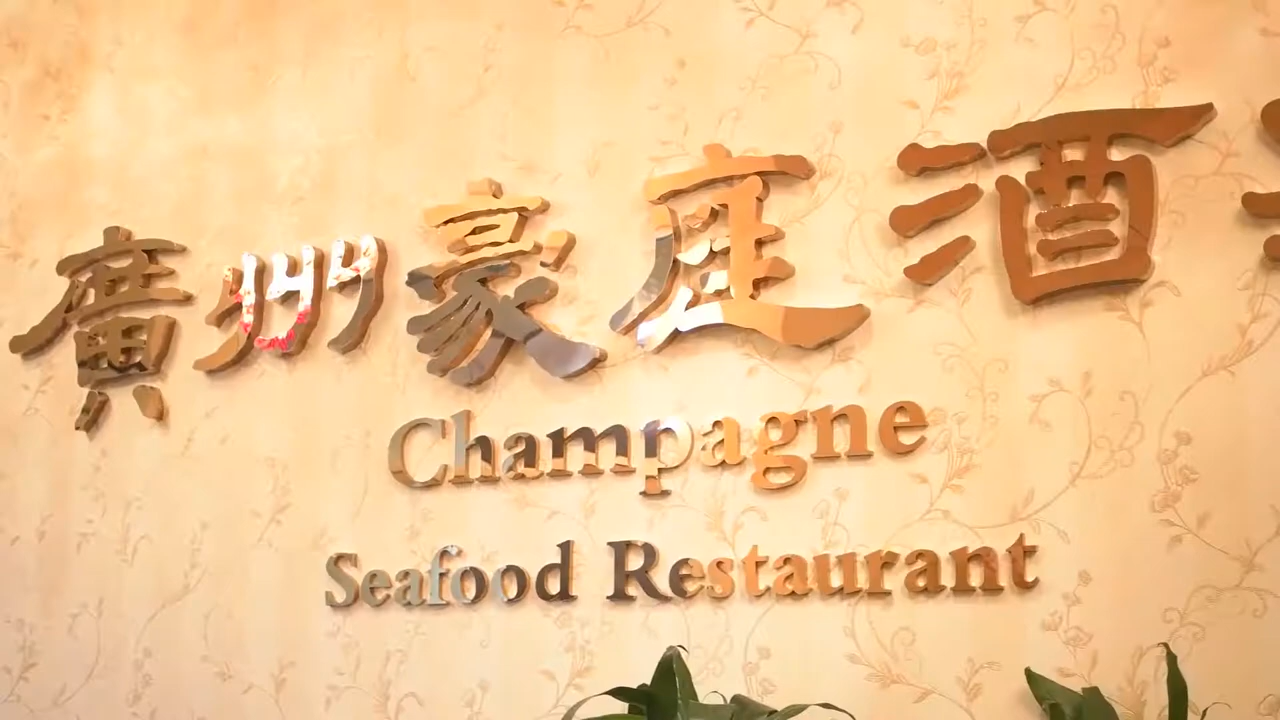 廣州豪庭酒
Champagne
Seafood Restaurant